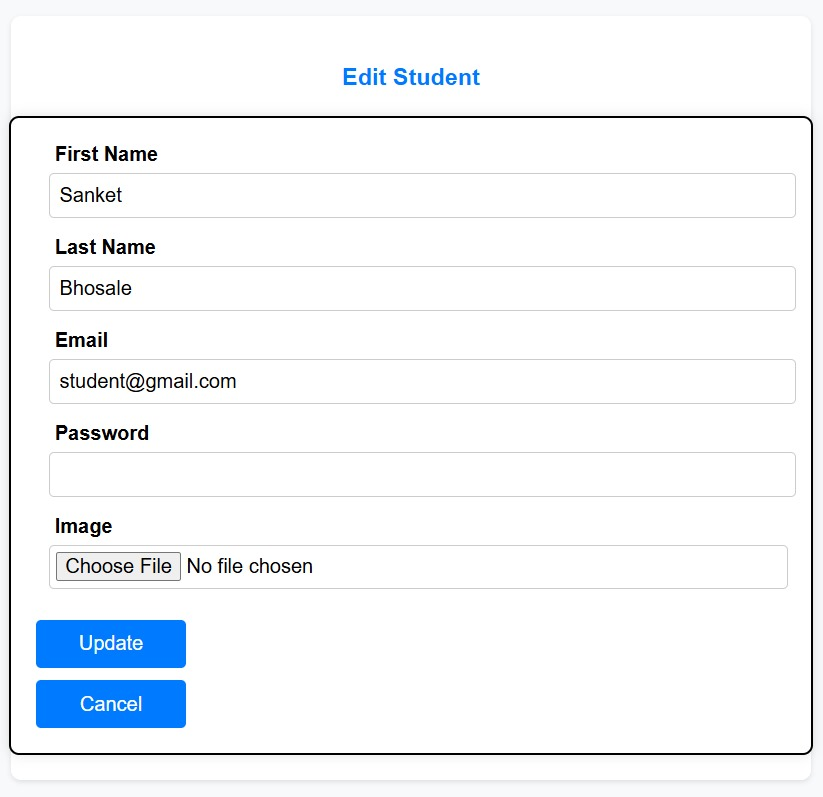 Edit Student
First Name
Sanket
Last Name
Bhosale
Email
student@gmail.com
Password
Image
Choose File No file chosen
Update
Cancel